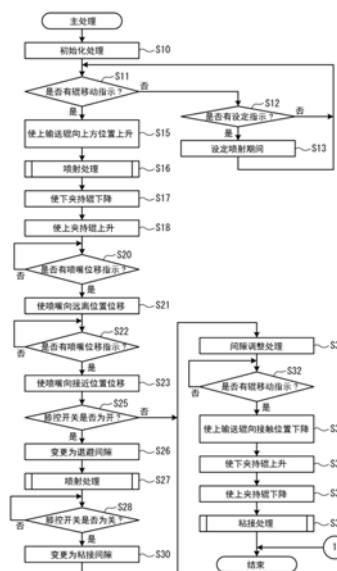 主处理
初始化处理
S10
S11
是否有辊移动指示？
否
是
S12
是否有设定指示？
否
是
S13
设定喷射期间
使上输送辊向上方位置上升
S15
喷射处理
S16
使下夹持辊下降
S17
使上夹持辊上升
S18
S20
是否有喷嘴位移指示？
否
是
使喷嘴向远离位置位移
S21
S22
是否有喷嘴位移指示？
否
是
使喷嘴向接近位置位移
S23
S25
膝控开关是否为开？
否
是
变更为退避间隙
S26
喷射处理
S27
S28
膝控开关是否为关？
否
是
变更为粘接间隙
S30
间隙调整处理
S32
是否有辊移动指示？
否
是
使上输送辊向接触位置下降
使下夹持辊上升
使上夹持辊下降
粘接处理
1
结束